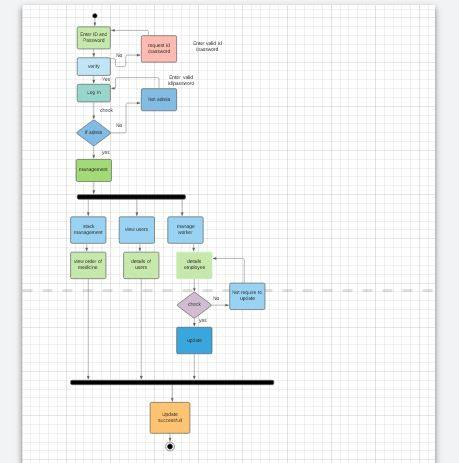 Enter ID and
Password
No
request id
/password
Enter valid id
/password
verify
Yes
Log In
Enter valid
id/password
Not admin
check
If admin
No
yes
management
stock
management
view users
manage
worker
view order of
medicine
details of
users
details
employee
check
No
Not require to
update
yes
update
update
successful